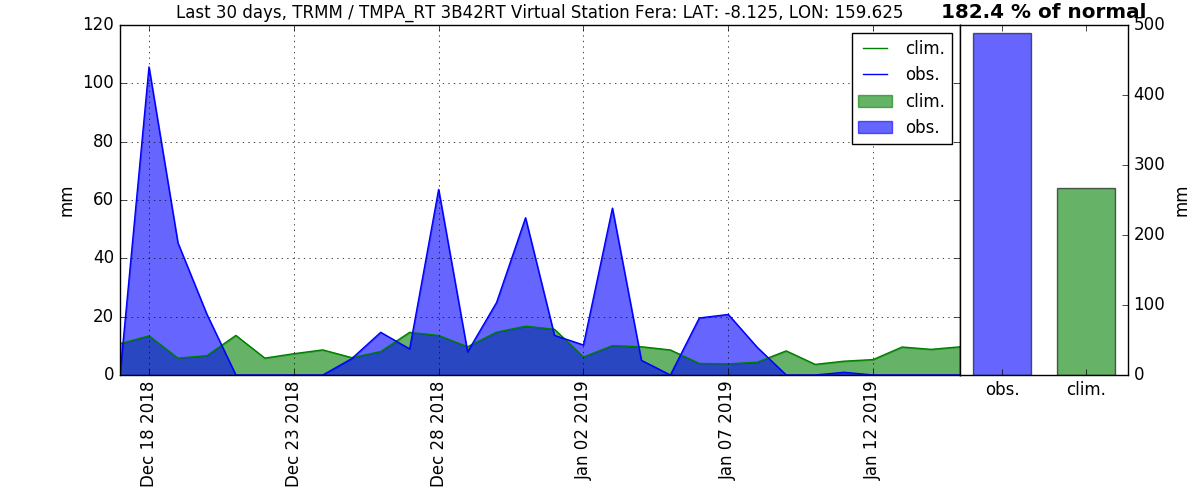 Last 30 days, TRMM / TMPA_RT 3B42RT Virtual Station Fera: LAT: -8.125, LON: 159.625
182.4 % of normal
120
100
80
60
40
20
0
mm
clim.
obs.
clim.
obs.
Dec 18 2018
Dec 23 2018
Dec 28 2018
Jan 02 2019
Jan 07 2019
Jan 12 2019
500
400
300
200
100
0
mm
obs.
clim.